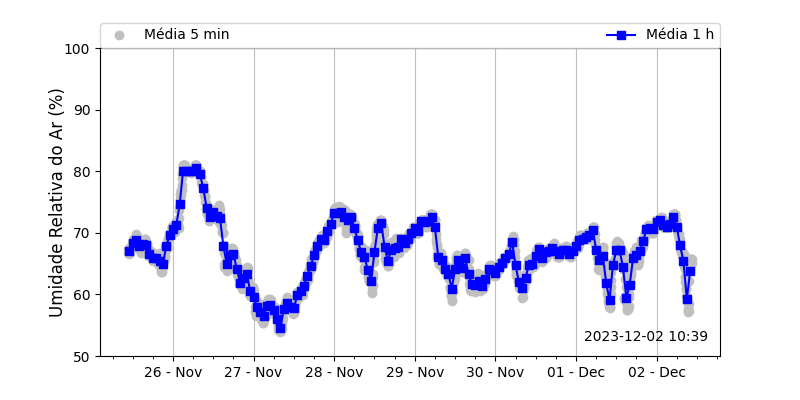 Média 5 min
Média 1 h
Umidade Relativa do Ar (%)
100
90
80
70
60
50
2023-12-02 10:39
26 - Nov
27 - Nov
28 - Nov
29 - Nov
30 - Nov
01 - Dec
02 - Dec